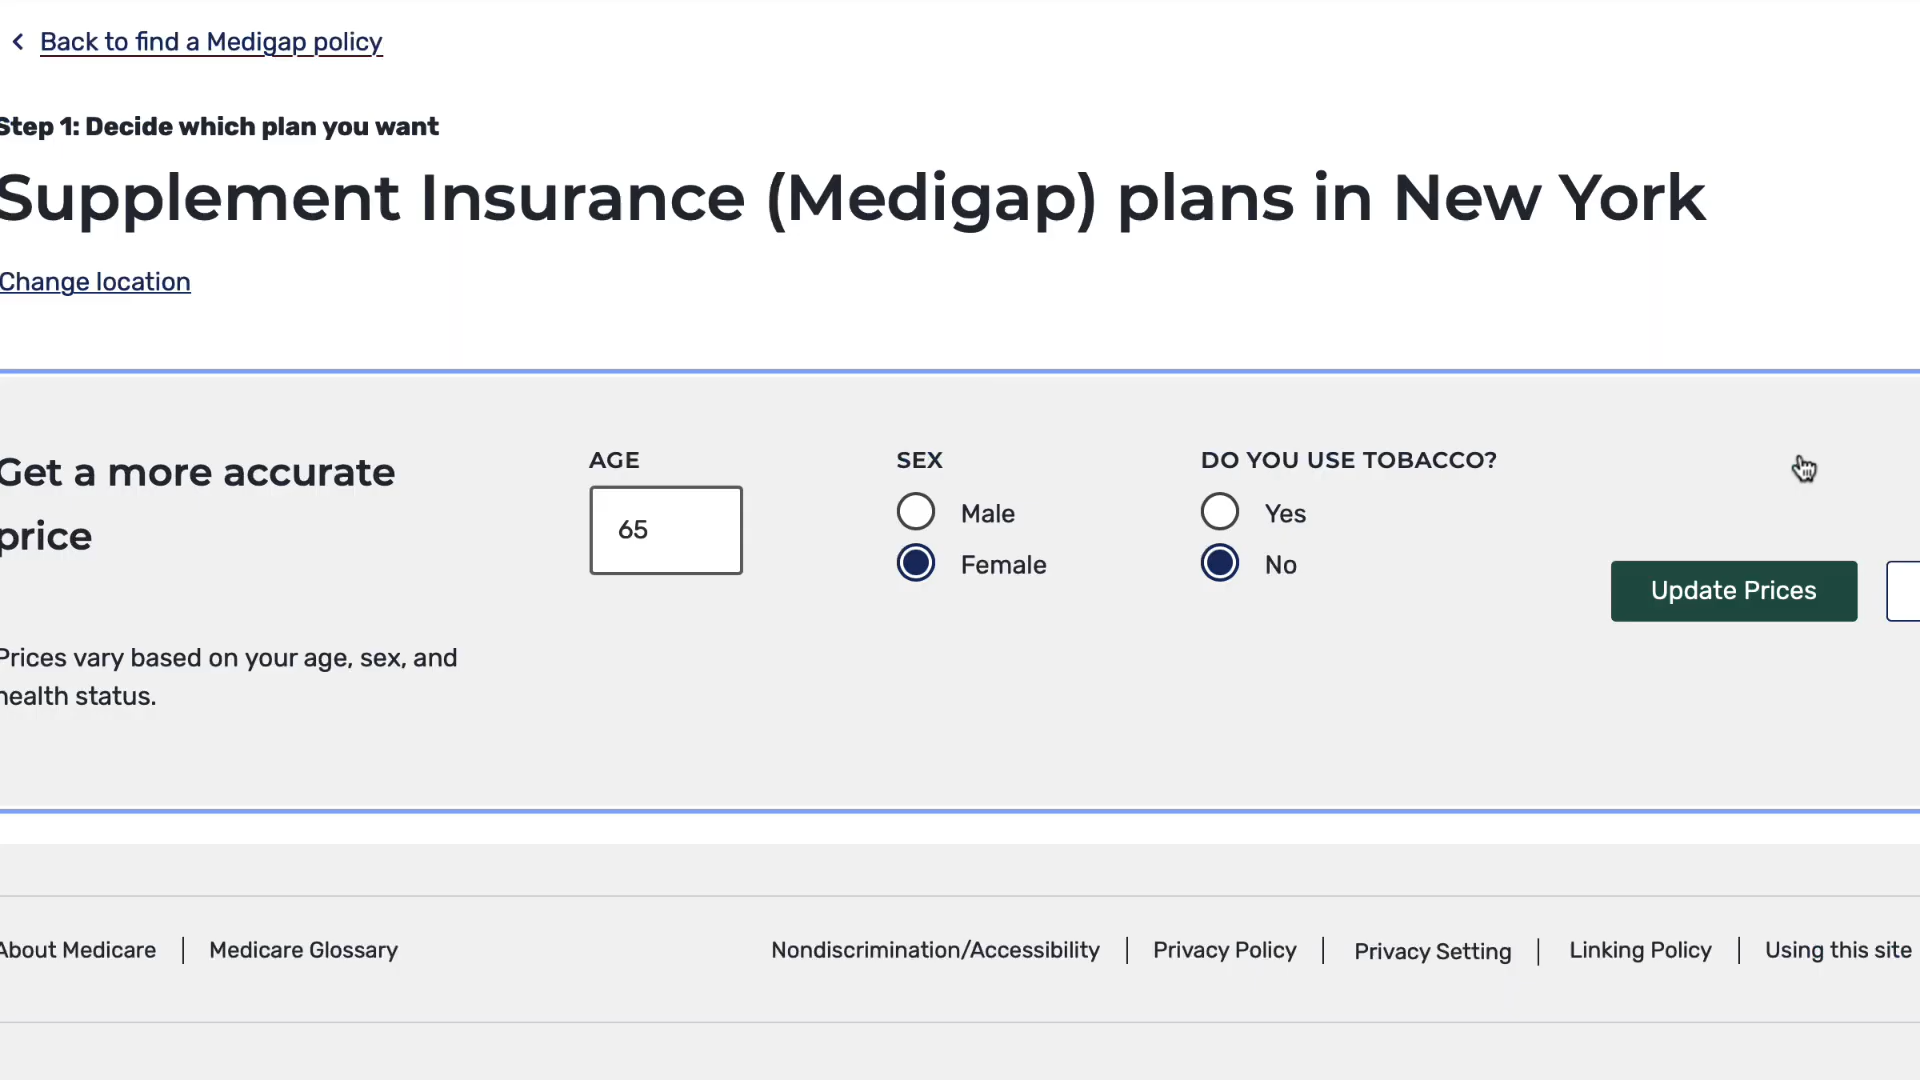 Back to find a Medigap policy
Step 1: Decide which plan you want
Supplement Insurance (Medigap) plans in New York
Change location
Get a more accurate
price
Prices vary based on your age, sex, and
health status.
AGE
65
SEX
Male
Female
DO YOU USE TOBACCO?
Yes
No
Update Prices
About Medicare | Medicare Glossary
Nondiscrimination/Accessibility | Privacy Policy | Privacy Setting | Linking Policy | Using this site